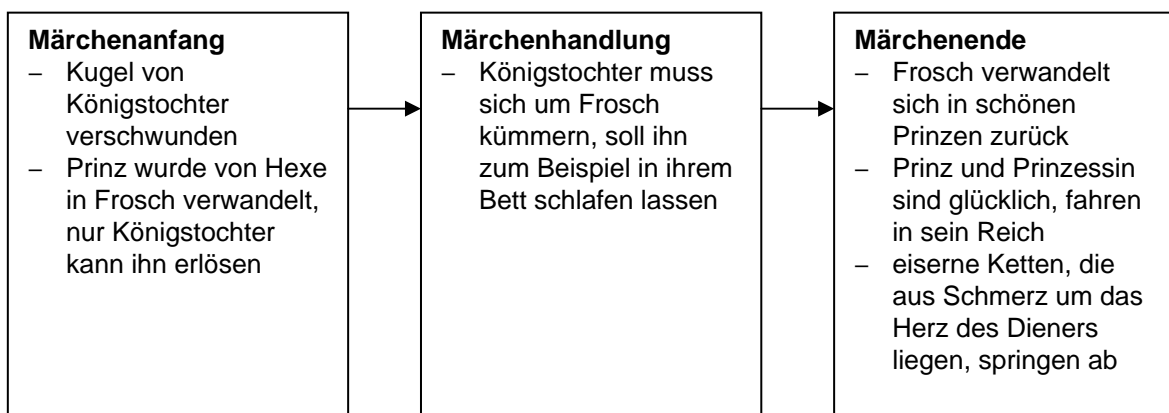 Märchenanfang
– Kugel von
Königstochter
verschwunden
– Prinz wurde von Hexe
in Frosch verwandelt,
nur Königstochter
kann ihn erlösen
Märchenhandlung
– Königstochter muss
sich um Frosch
kümmern, soll ihn
zum Beispiel in ihrem
Bett schlafen lassen
Märchenende
– Frosch verwandelt
sich in schönen
Prinzen zurück
– Prinz und Prinzessin
sind glücklich, fahren
in sein Reich
– eiserne Ketten, die
aus Schmerz um das
Herz des Dieners
liegen, springen ab